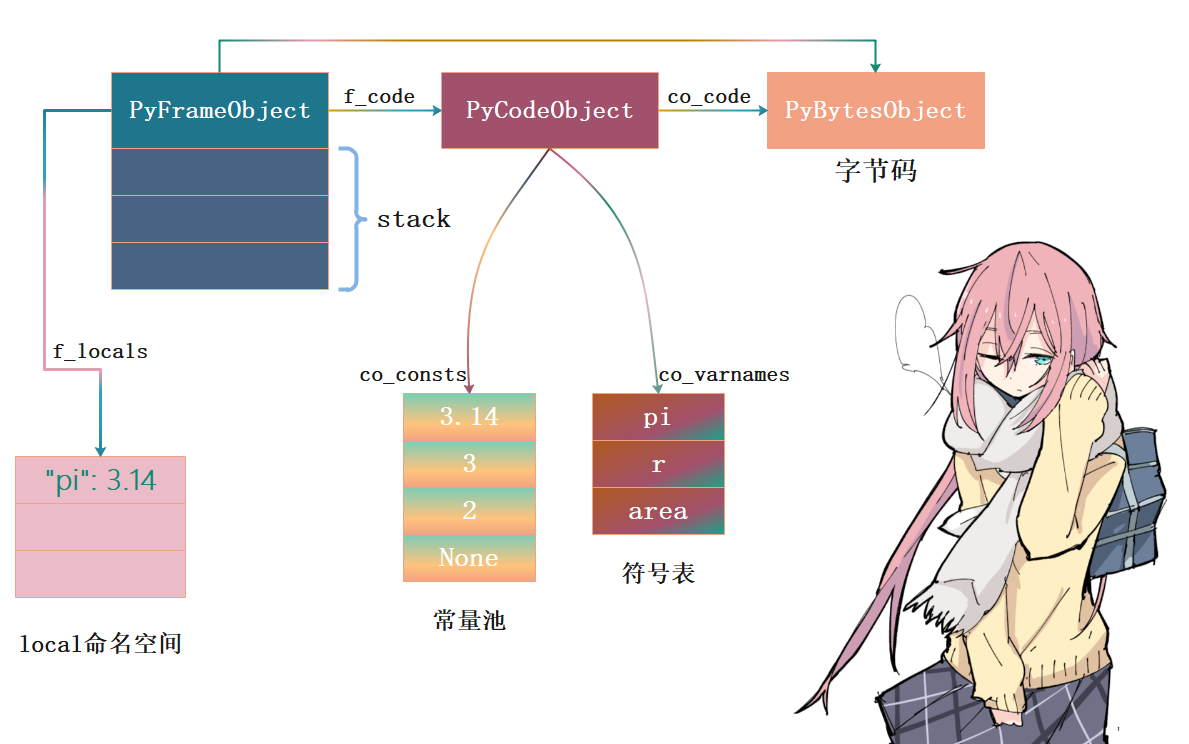 PyFrameObject
f_code
PyCodeObject
co_code
PyBytesObject
字节码
stack
f_locals
co_consts
co_varnames
"pi": 3.14
3.14
3
2
None
pi
r
area
符号表
常量池
local命名空间